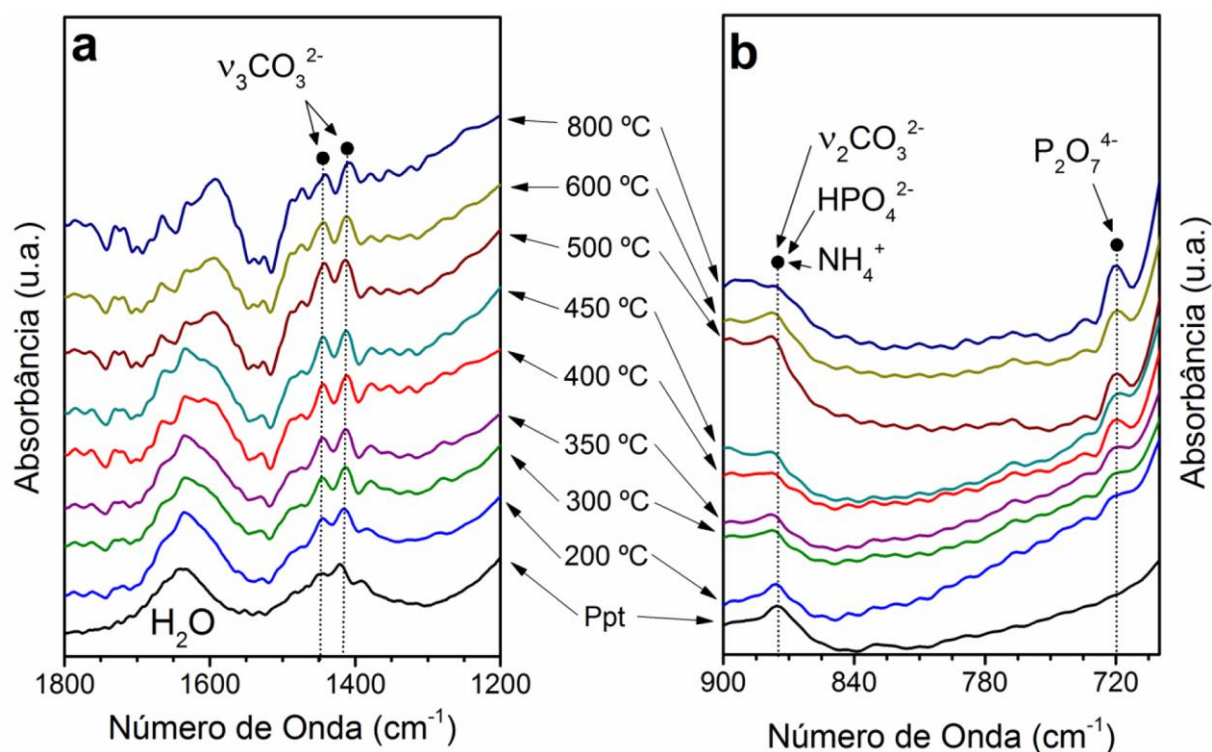 a
ν₃CO₃²⁻
H₂O
Absorbância (u.a.)
1800 1600 1400 1200
Número de Onda (cm⁻¹)
800 ºC
600 ºC
500 ºC
450 ºC
400 ºC
350 ºC
300 ºC
200 ºC
Ppt
b
ν₂CO₃²⁻
HPO₄²⁻
NH₄⁺
P₂O₇⁴⁻
Absorbância (u.a.)
900 840 780 720
Número de Onda (cm⁻¹)